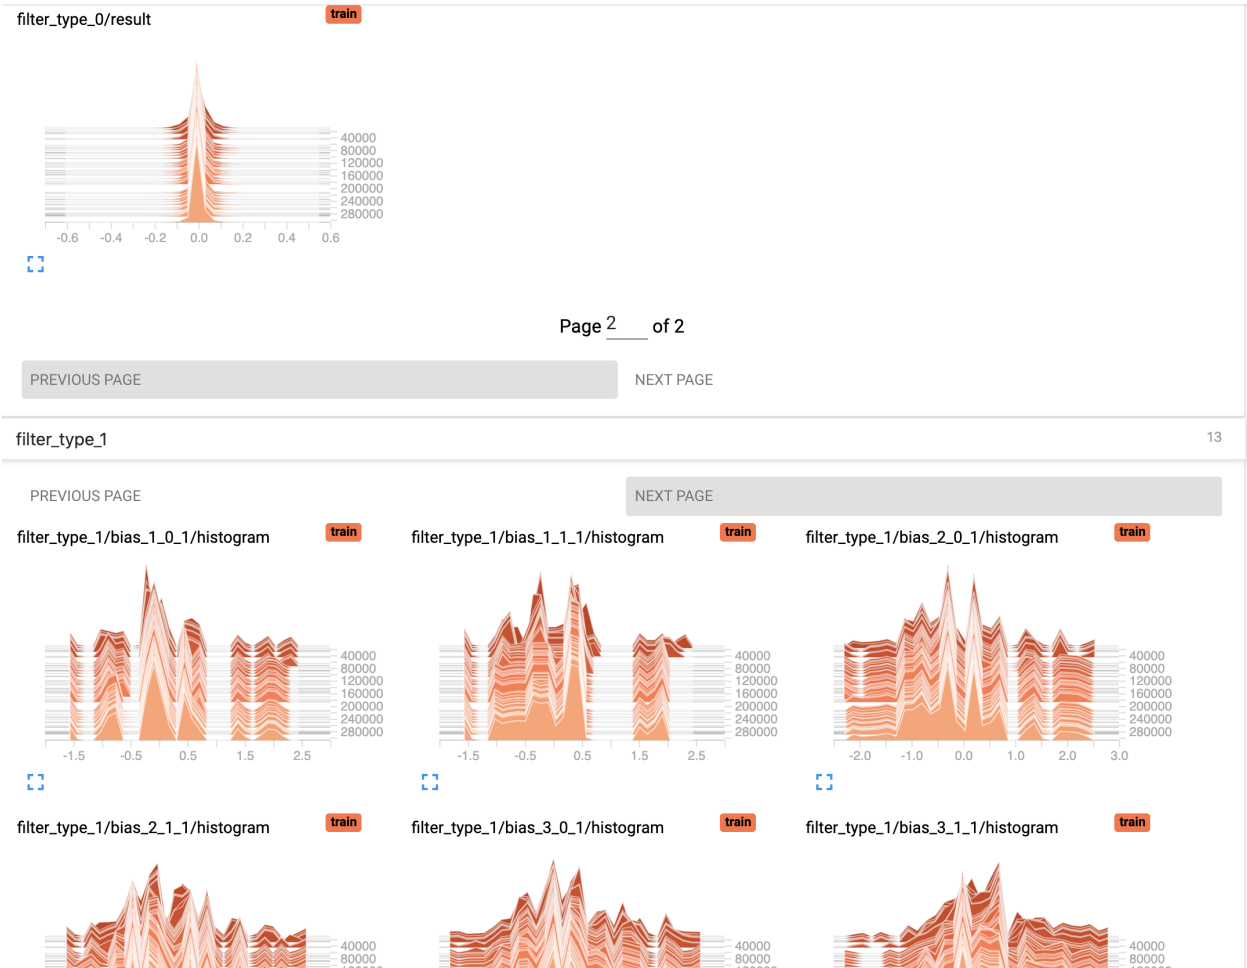 filter_type_0/result train
40000
80000
120000
160000
200000
240000
280000
-0.6 -0.4 -0.2 0.0 0.2 0.4 0.6
Page 2 of 2
PREVIOUS PAGE NEXT PAGE
filter_type_1 13
PREVIOUS PAGE NEXT PAGE
filter_type_1/bias_1_0_1/histogram train filter_type_1/bias_1_1_1/histogram train filter_type_1/bias_2_0_1/histogram train
40000 40000 40000
80000 80000 80000
120000 120000 120000
160000 160000 160000
200000 200000 200000
240000 240000 240000
280000 280000 280000
-1.5 -0.5 0.5 1.5 2.5 -1.5 -0.5 0.5 1.5 2.5 -2.0 -1.0 0.0 1.0 2.0 3.0
filter_type_1/bias_2_1_1/histogram train filter_type_1/bias_3_0_1/histogram train filter_type_1/bias_3_1_1/histogram train
40000 40000 40000
80000 80000 80000